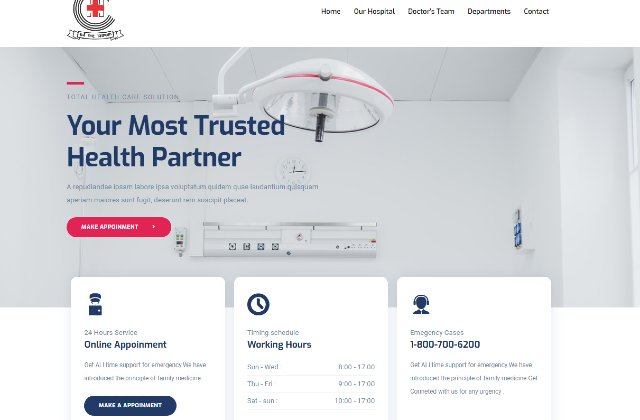 Home Our Hospital Doctor's Team Departments Contact
TOTAL HEALTH CARE SOLUTION
Your Most Trusted
Health Partner
A repudiandae ipsam labore ipsa voluptatum quidem quae laudantium quisquam
aperiam maiores sunt fugit, deserunt rem suscipit placeat.
MAKE APPOINMENT
24 Hours Service
Online Appoinment
Get All time support for emergency.We have
introduced the principle of family medicine.
MAKE A APPOINMENT
Timing schedule
Working Hours
Sun - Wed : 8:00 - 17:00
Thu - Fri : 9:00 - 17:00
Sat - sun : 10:00 - 17:00
Emegency Cases
1-800-700-6200
Get All time support for emergency.We have
introduced the principle of family medicine.Get
Conneted with us for any urgency .